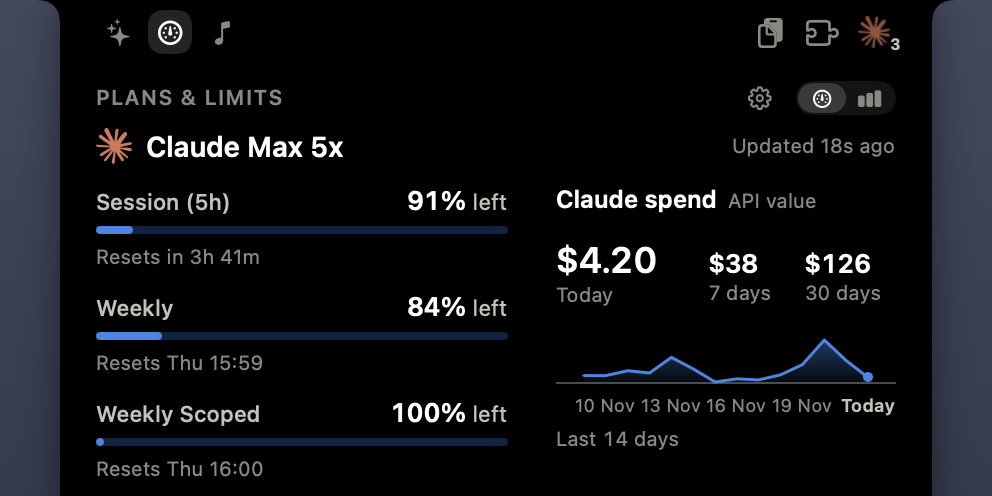 3
PLANS & LIMITS
Claude Max 5x
Updated 18s ago
Session (5h) 91% left
Resets in 3h 41m
Weekly 84% left
Resets Thu 15:59
Weekly Scoped 100% left
Resets Thu 16:00
Claude spend API value
$4.20 $38 $126
Today 7 days 30 days
10 Nov 13 Nov 16 Nov 19 Nov Today
Last 14 days